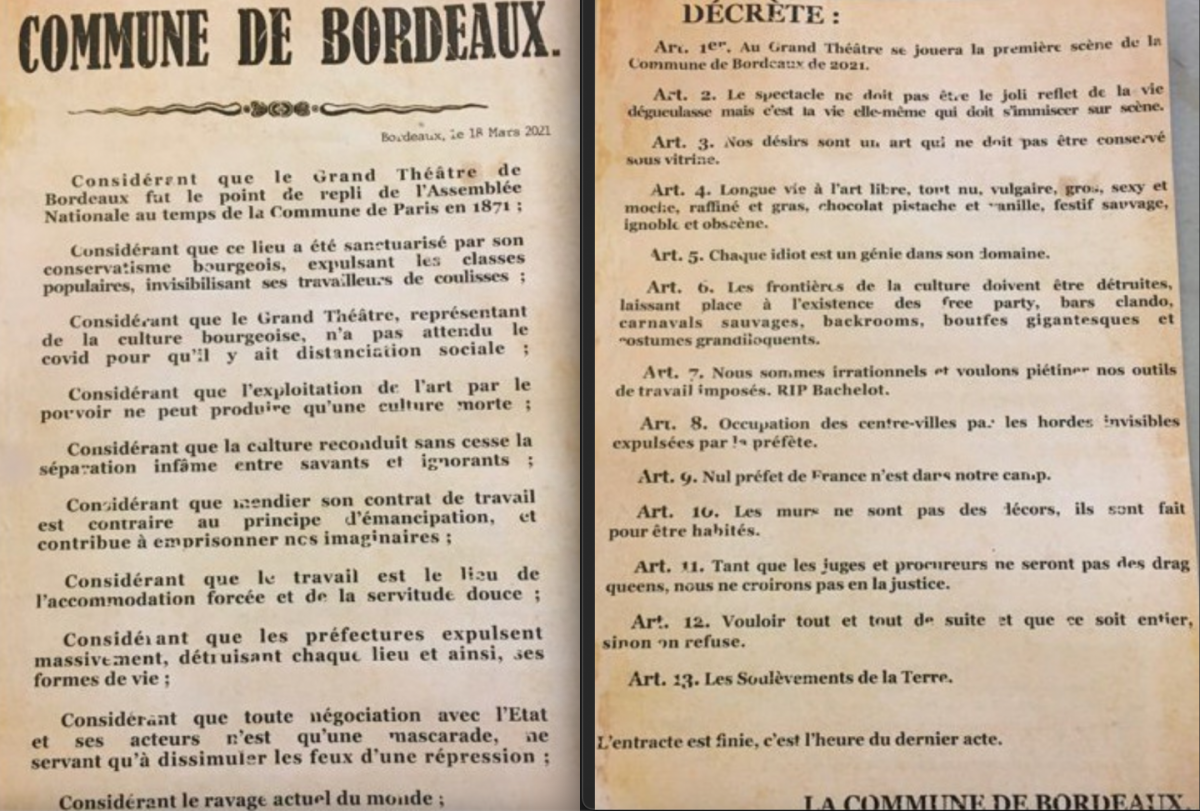 COMMUNE DE BORDEAUX.
Bordeaux, le 18 Mars 2021
Considérant que le Grand Théâtre de
Bordeaux fut le point de repli de l'Assemblée
Nationale au temps de la Commune de Paris en 1871 ;
Considérant que ce lieu a été sanctuarisé par son
conservatisme bourgeois, expulsant les classes
populaires, invisibilisant ses travailleurs de coulisses ;
Considérant que le Grand Théâtre, représentant
de la culture bourgeoise, n'a pas attendu le
covid pour qu'il y ait distanciation sociale ;
Considérant que l'exploitation de l'art par le
pouvoir ne peut produire qu'une culture morte ;
Considérant que la culture reconduit sans cesse la
séparation infâme entre savants et ignorants ;
Considérant que mendier son contrat de travail
est contraire au principe d'émancipation, et
contribue à emprisonner nos imaginaires ;
Considérant que le travail est le lieu de
l'accommodation forcée et de la servitude douce ;
Considérant que les préfectures expulsent
massivement, détruisant chaque lieu et ainsi, ses
formes de vie ;
Considérant que toute négociation avec l'Etat
et ses acteurs n'est qu'une mascarade, ne
servant qu'à dissimuler les feux d'une répression ;
Considérant le ravage actuel du monde ;
DÉCRÈTE :
Art. 1er. Au Grand Théâtre se jouera la première scène de la
Commune de Bordeaux de 2021.
Art. 2. Le spectacle ne doit pas être le joli reflet de la vie
dégueulasse mais c'est la vie elle-même qui doit s'immiscer sur scène.
Art. 3. Nos désirs sont un art qui ne doit pas être conservé
sous vitrine.
Art. 4. Longue vie à l'art libre, tout nu, vulgaire, gros, sexy et
moche, raffiné et gras, chocolat pistache et vanille, festif sauvage,
ignoble et obscène.
Art. 5. Chaque idiot est un génie dans son domaine.
Art. 6. Les frontières de la culture doivent être détruites,
laissant place à l'existence des free party, bars clando,
carnavals sauvages, backrooms, bouffes gigantesques et
costumes grandiloquents.
Art. 7. Nous sommes irrationnels et voulons piétiner nos outils
de travail imposés. RIP Bachelot.
Art. 8. Occupation des centre-villes par les hordes invisibles
expulsées par la préfète.
Art. 9. Nul préfet de France n'est dans notre camp.
Art. 10. Les murs ne sont pas des décors, ils sont fait
pour être habités.
Art. 11. Tant que les juges et procureurs ne seront pas des drag
queens, nous ne croirons pas en la justice.
Art. 12. Vouloir tout et tout de suite et que ce soit entier,
sinon on refuse.
Art. 13. Les Soulèvements de la Terre.
L'entracte est finie, c'est l'heure du dernier acte.
LA COMMUNE DE BORDEAUX